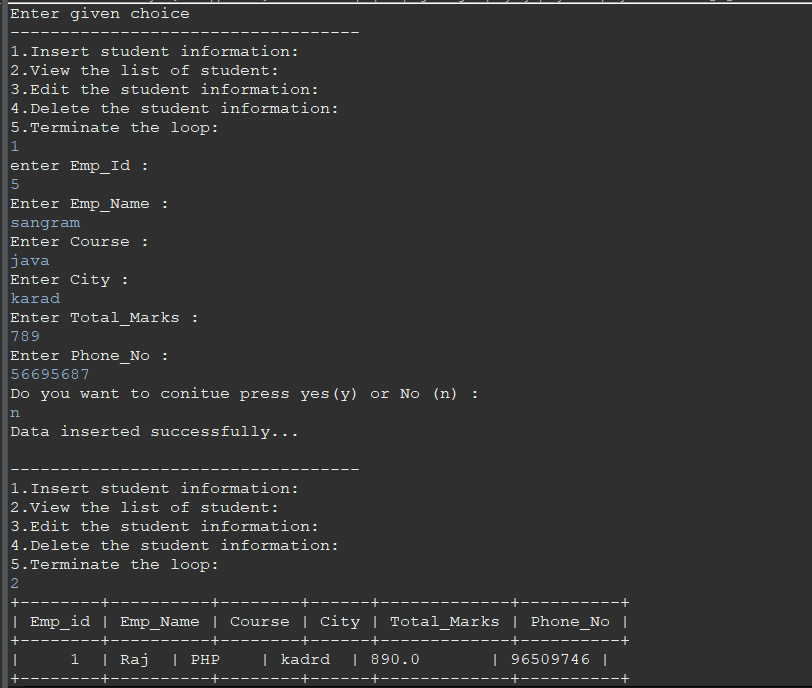 Enter given choice
-----------------------------------
1.Insert student information:
2.View the list of student:
3.Edit the student information:
4.Delete the student information:
5.Terminate the loop:
1
enter Emp_Id :
5
Enter Emp_Name :
sangram
Enter Course :
java
Enter City :
karad
Enter Total_Marks :
789
Enter Phone_No :
56695687
Do you want to conitue press yes(y) or No (n) :
n
Data inserted successfully...
-----------------------------------
1.Insert student information:
2.View the list of student:
3.Edit the student information:
4.Delete the student information:
5.Terminate the loop:
2
+--------+----------+--------+------+-------------+----------+
| Emp_id | Emp_Name | Course | City | Total_Marks | Phone_No |
+--------+----------+--------+------+-------------+----------+
|     1  | Raj  | PHP    | kadrd  | 890.0       | 96509746 |
+--------+----------+--------+------+-------------+----------+